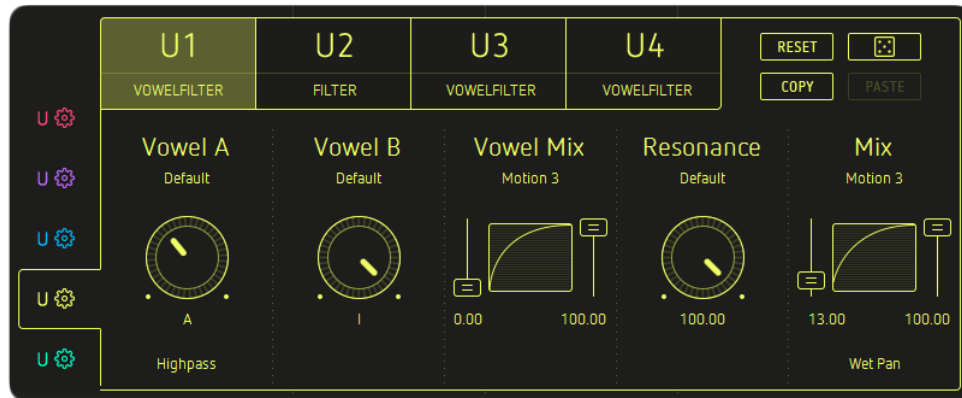 U1
U2
U3
U4
RESET
VOWELFILTER
FILTER
VOWELFILTER
VOWELFILTER
COPY
PASTE
U
U
U
U
U
Vowel A
Vowel B
Vowel Mix
Resonance
Mix
Default
Default
Motion 3
Default
Motion 3
A
I
0.00
100.00
100.00
13.00
100.00
Highpass
Wet Pan